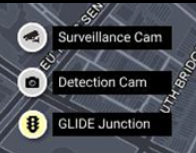 Surveillance Cam
Detection Cam
GLIDE Junction